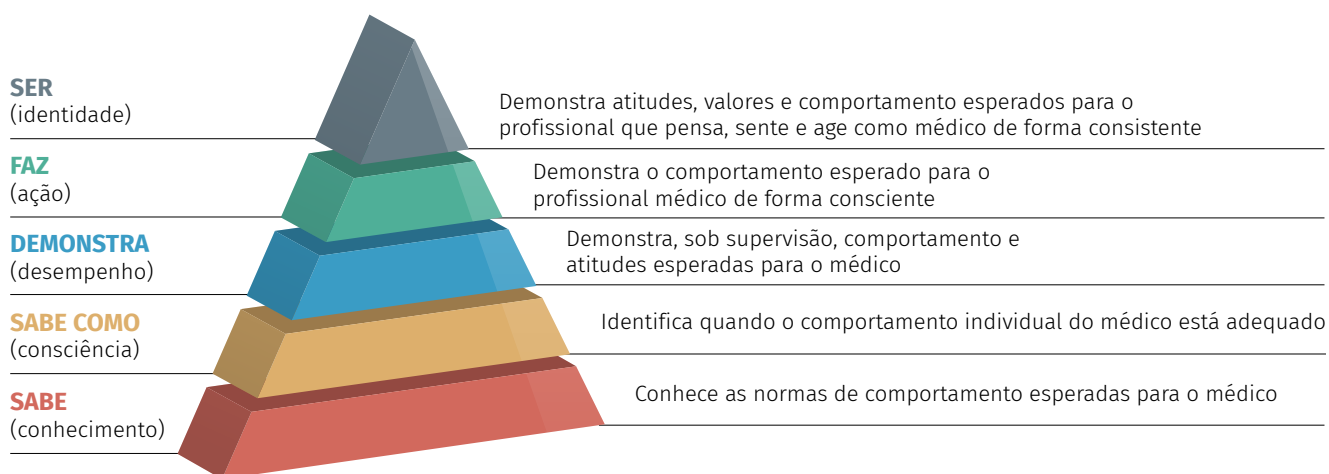 SER
(identidade)
Demonstra atitudes, valores e comportamento esperados para o
profissional que pensa, sente e age como médico de forma consistente
FAZ
(ação)
Demonstra o comportamento esperado para o
profissional médico de forma consciente
DEMONSTRA
(desempenho)
Demonstra, sob supervisão, comportamento e
atitudes esperadas para o médico
SABE COMO
(consciência)
Identifica quando o comportamento individual do médico está adequado
SABE
(conhecimento)
Conhece as normas de comportamento esperadas para o médico